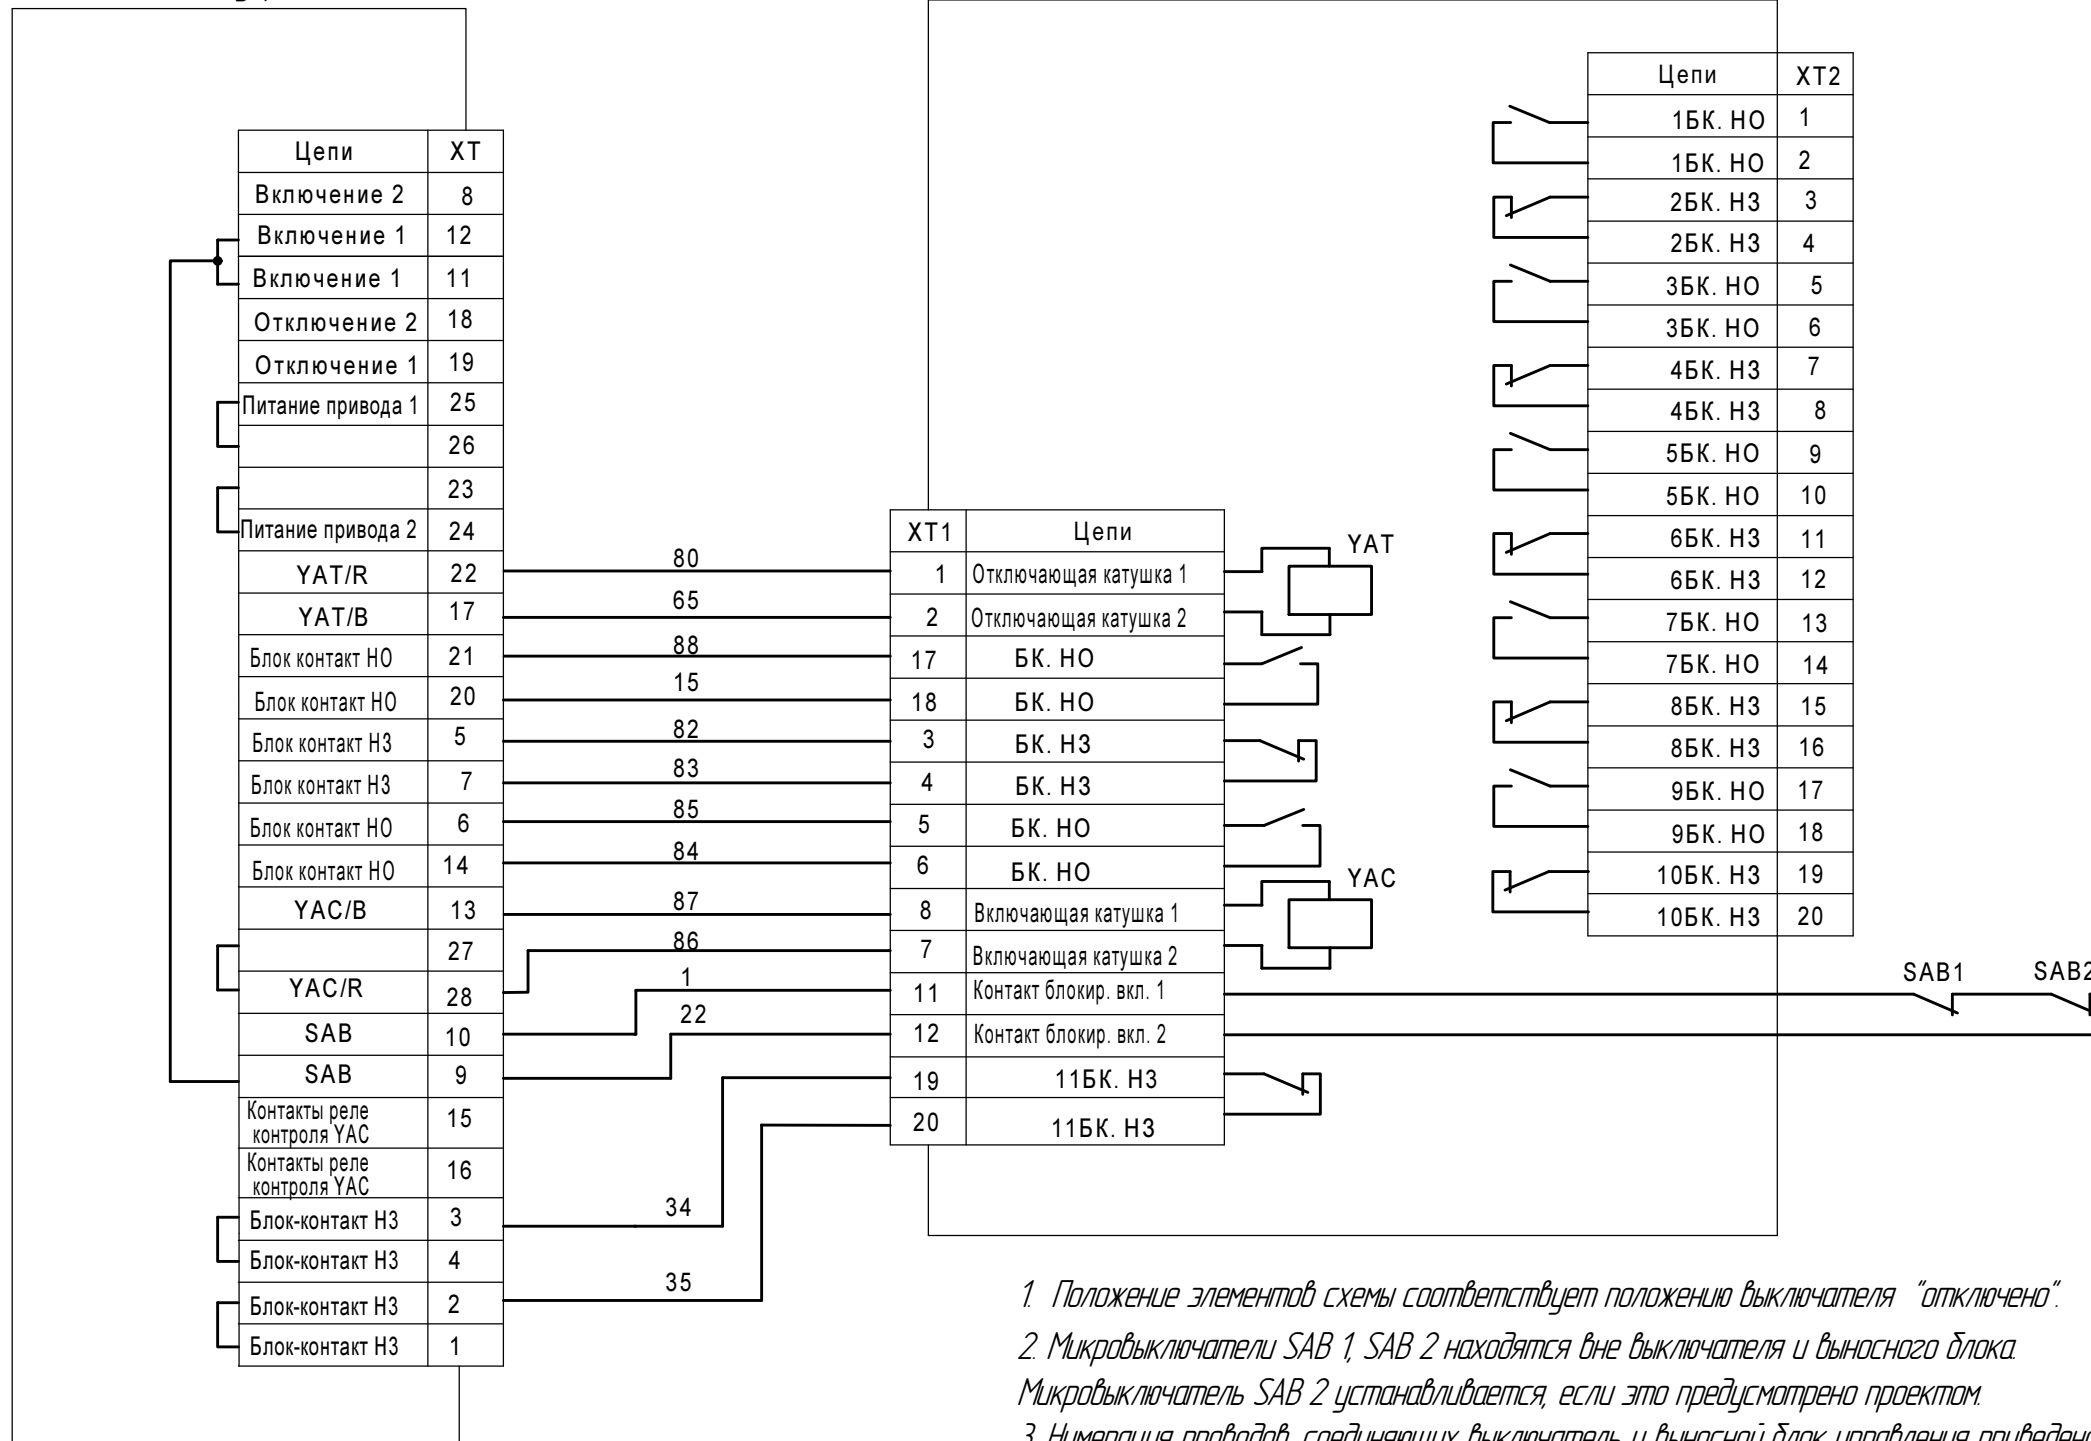 Цепи XT
Включение 2 8
Включение 1 12
Включение 1 11
Отключение 2 18
Отключение 1 19
Питание привода 1 25
26
23
Питание привода 2 24
YAT/R 22
YAT/B 17
Блок контакт НО 21
Блок контакт НО 20
Блок контакт НЗ 5
Блок контакт НЗ 7
Блок контакт НО 6
Блок контакт НО 14
YAC/B 13
27
YAC/R 28
SAB 10
SAB 9
Контакты реле
контроля YAC 15
Контакты реле
контроля YAC 16
Блок-контакт НЗ 3
Блок-контакт НЗ 4
Блок-контакт НЗ 2
Блок-контакт НЗ 1
80
65
88
15
82
83
85
84
87
86
1
22
34
35
XT1 Цепи
1 Отключающая катушка 1
2 Отключающая катушка 2
17 БК. НО
18 БК. НО
3 БК. НЗ
4 БК. НЗ
5 БК. НО
6 БК. НО
8 Включающая катушка 1
7 Включающая катушка 2
11 Контакт блокир. вкл. 1
12 Контакт блокир. вкл. 2
19 11БК. НЗ
20 11БК. НЗ
YAT
YAC
Цепи XT2
1БК. НО 1
1БК. НО 2
2БК. НЗ 3
2БК. НЗ 4
3БК. НО 5
3БК. НО 6
4БК. НЗ 7
4БК. НЗ 8
5БК. НО 9
5БК. НО 10
6БК. НЗ 11
6БК. НЗ 12
7БК. НО 13
7БК. НО 14
8БК. НЗ 15
8БК. НЗ 16
9БК. НО 17
9БК. НО 18
10БК. НЗ 19
10БК. НЗ 20
SAB1 SAB2
1. Положение элементов схемы соответствует положению выключателя "отключено".
2. Микровыключатели SAB 1, SAB 2 находятся вне выключателя и выносного блока.
Микровыключатель SAB 2 устанавливается, если это предусмотрено проектом.
3. Нумерация проводов, соединяющих выключатель и выносной блок управления приведена